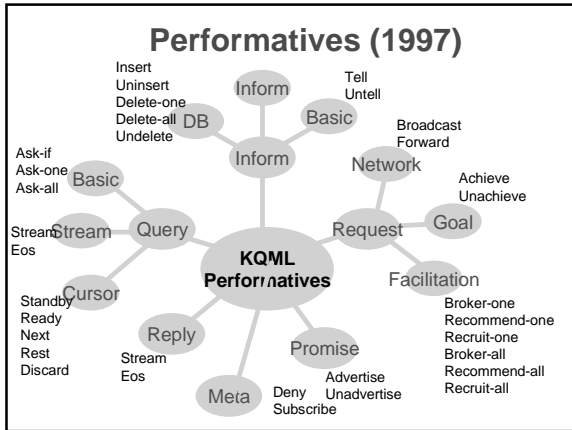 Performatives (1997)
Insert
Uninsert
Delete-one
Delete-all
Undelete
DB
Inform
Tell
Untell
Basic
Inform
Broadcast
Forward
Network
Ask-if
Ask-one
Ask-all
Basic
Achieve
Unachieve
Goal
Stream
Eos
Stream
Query
Request
KQML
Performatives
Cursor
Standby
Ready
Next
Rest
Discard
Facilitation
Broker-one
Recommend-one
Recruit-one
Broker-all
Recommend-all
Recruit-all
Reply
Stream
Eos
Promise
Advertise
Unadvertise
Meta
Deny
Subscribe